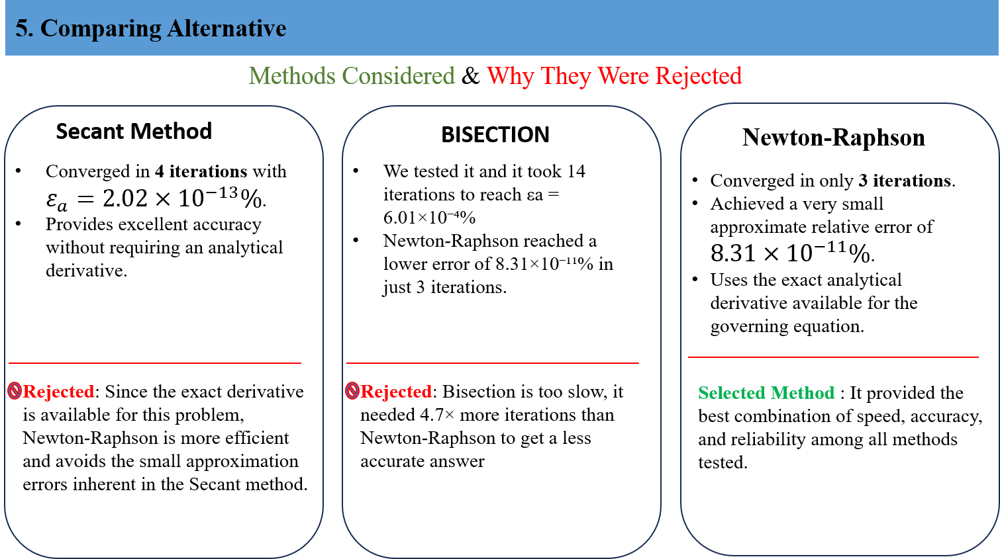 5. Comparing Alternative
Methods Considered & Why They Were Rejected
Secant Method
• Converged in 4 iterations with
εₐ = 2.02 × 10⁻¹³%.
• Provides excellent accuracy
without requiring an analytical
derivative.
Rejected: Since the exact derivative
is available for this problem,
Newton-Raphson is more efficient
and avoids the small approximation
errors inherent in the Secant method.
BISECTION
• We tested it and it took 14
iterations to reach εa =
6.01×10⁻⁴%
• Newton-Raphson reached a
lower error of 8.31×10⁻¹¹% in
just 3 iterations.
Rejected: Bisection is too slow, it
needed 4.7× more iterations than
Newton-Raphson to get a less
accurate answer
Newton-Raphson
• Converged in only 3 iterations.
• Achieved a very small
approximate relative error of
8.31 × 10⁻¹¹%.
• Uses the exact analytical
derivative available for the
governing equation.
Selected Method : It provided the
best combination of speed, accuracy,
and reliability among all methods
tested.